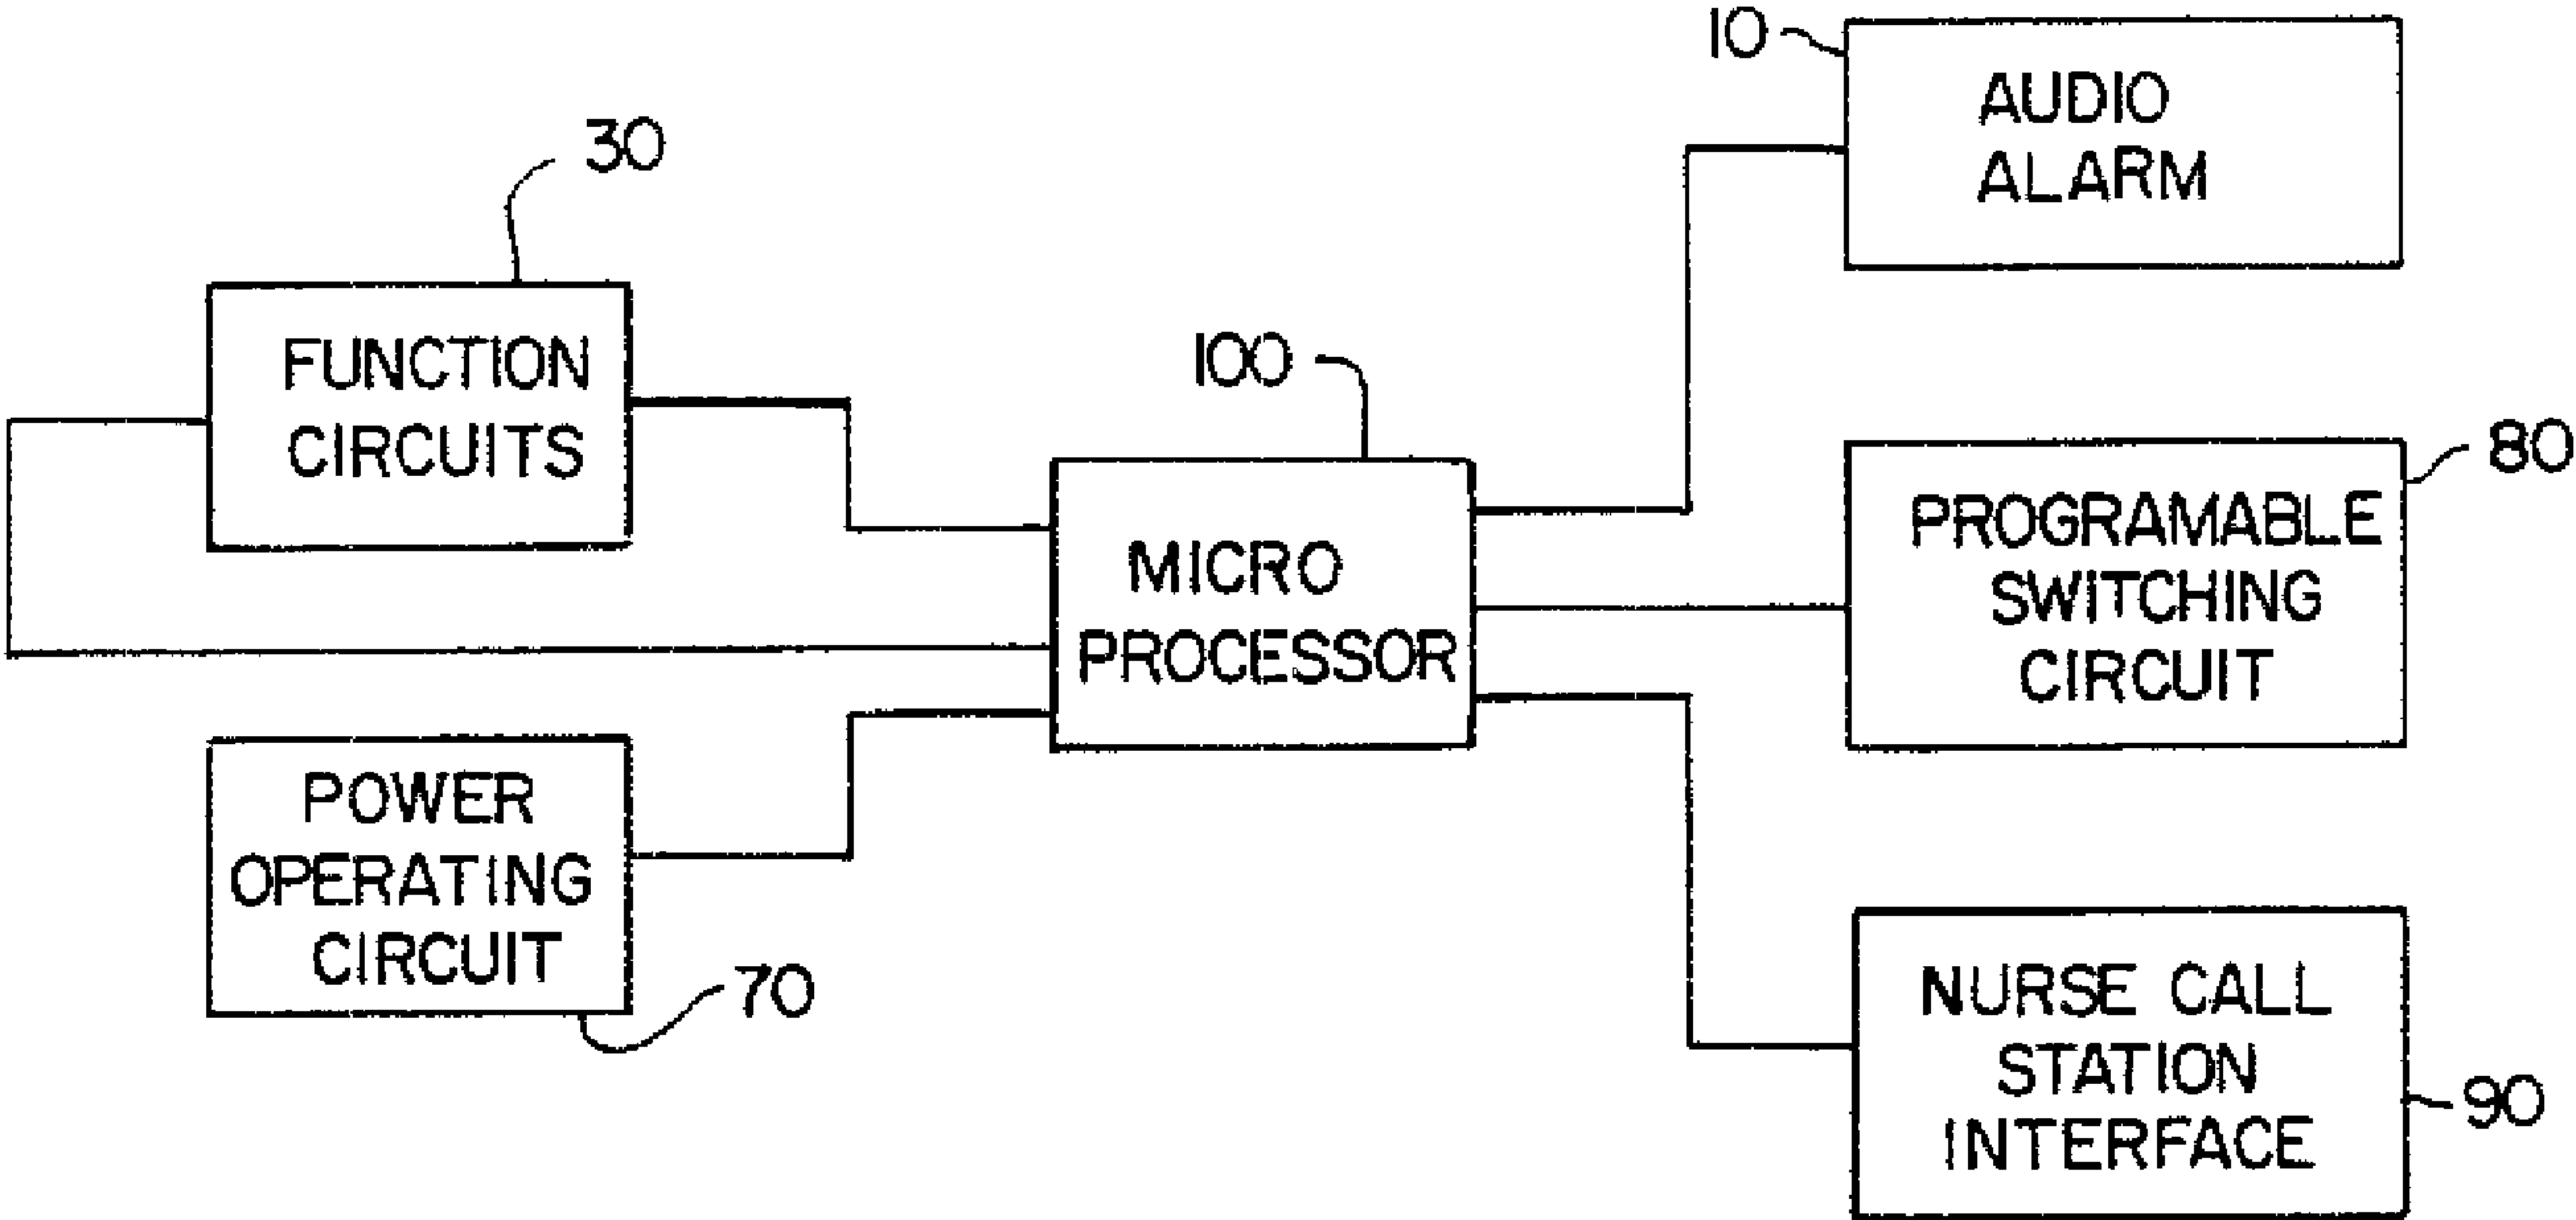 10
AUDIO
ALARM
30
FUNCTION
CIRCUITS
100
MICRO
PROCESSOR
80
PROGRAMABLE
SWITCHING
CIRCUIT
POWER
OPERATING
CIRCUIT
70
NURSE CALL
STATION
INTERFACE
90